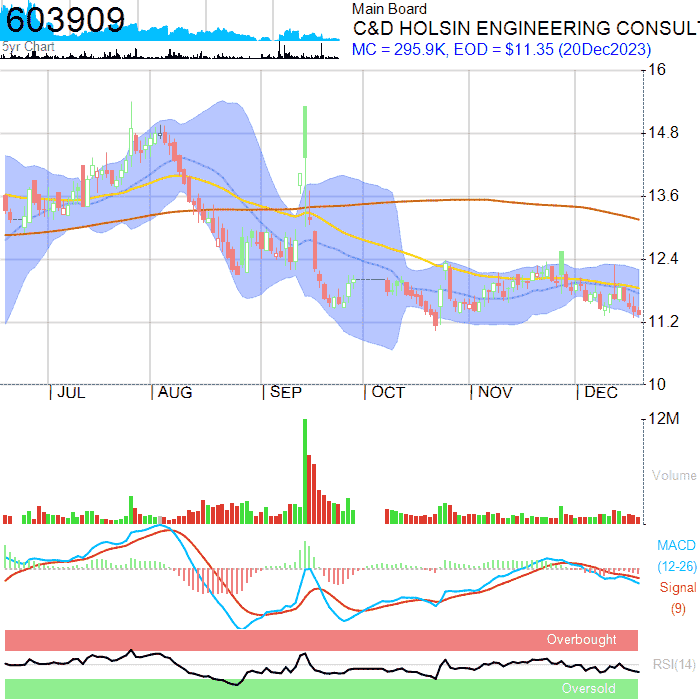 603909
5yr Chart
Main Board
C&D HOLSIN ENGINEERING CONSULT
MC = 295.9K, EOD = $11.35 (20Dec2023)
16
14.8
13.6
12.4
11.2
10
JUL
AUG
SEP
OCT
NOV
DEC
12M
Volume
MACD
(12-26)
Signal
(9)
Overbought
RSI(14)
Oversold